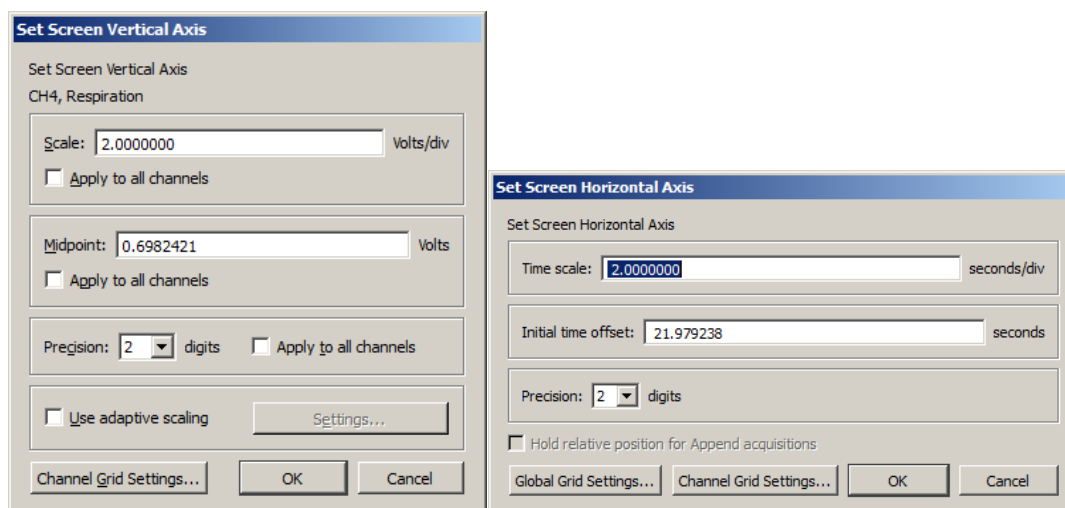 Set Screen Vertical Axis
Set Screen Vertical Axis
CH4, Respiration
Scale: 2.0000000 Volts/div
Apply to all channels
Midpoint: 0.6982421 Volts
Apply to all channels
Precision: 2 digits Apply to all channels
Use adaptive scaling Settings...
Channel Grid Settings... OK Cancel
Set Screen Horizontal Axis
Set Screen Horizontal Axis
Time scale: 2.0000000 seconds/div
Initial time offset: 21.979238 seconds
Precision: 2 digits
Hold relative position for Append acquisitions
Global Grid Settings... Channel Grid Settings... OK Cancel